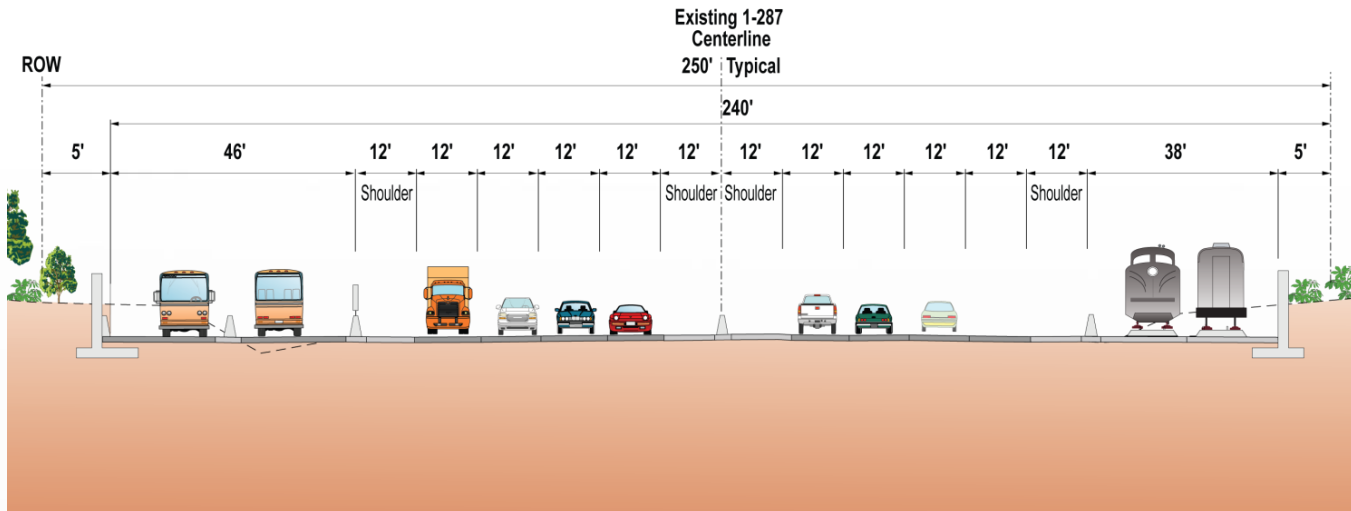 Existing 1-287
Centerline
ROW
250' Typical
240'
5' 46' 12' 12' 12' 12' 12' 12' 12' 12' 12' 12' 12' 12' 38' 5'
Shoulder Shoulder Shoulder Shoulder